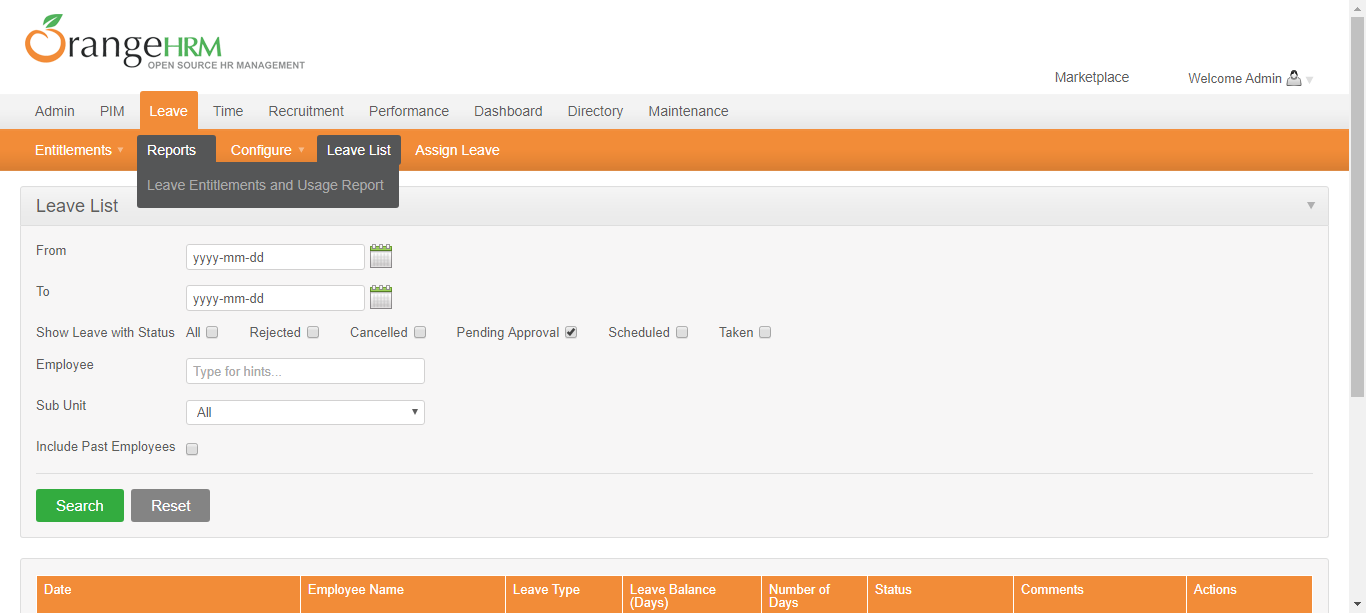 OrangeHRM
OPEN SOURCE HR MANAGEMENT
Marketplace
Welcome Admin
Admin PIM Leave Time Recruitment Performance Dashboard Directory Maintenance
Entitlements Reports Configure Leave List Assign Leave
Leave Entitlements and Usage Report
Leave List
From
yyyy-mm-dd
To
yyyy-mm-dd
Show Leave with Status All Rejected Cancelled Pending Approval Scheduled Taken
Employee
Type for hints...
Sub Unit
All
Include Past Employees
Search Reset
Date Employee Name Leave Type Leave Balance Number of Status Comments Actions
(Days) Days